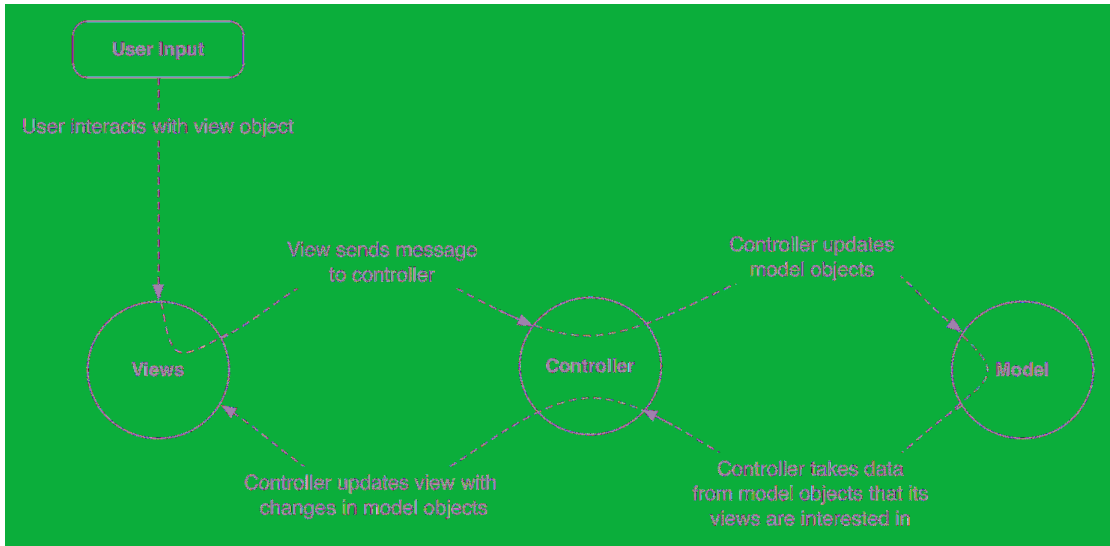 User Input
User interacts with view object
View sends message
to controller
Controller updates
model objects
Views
Controller
Model
Controller updates view with
changes in model objects
Controller takes data
from model objects that its
views are interested in